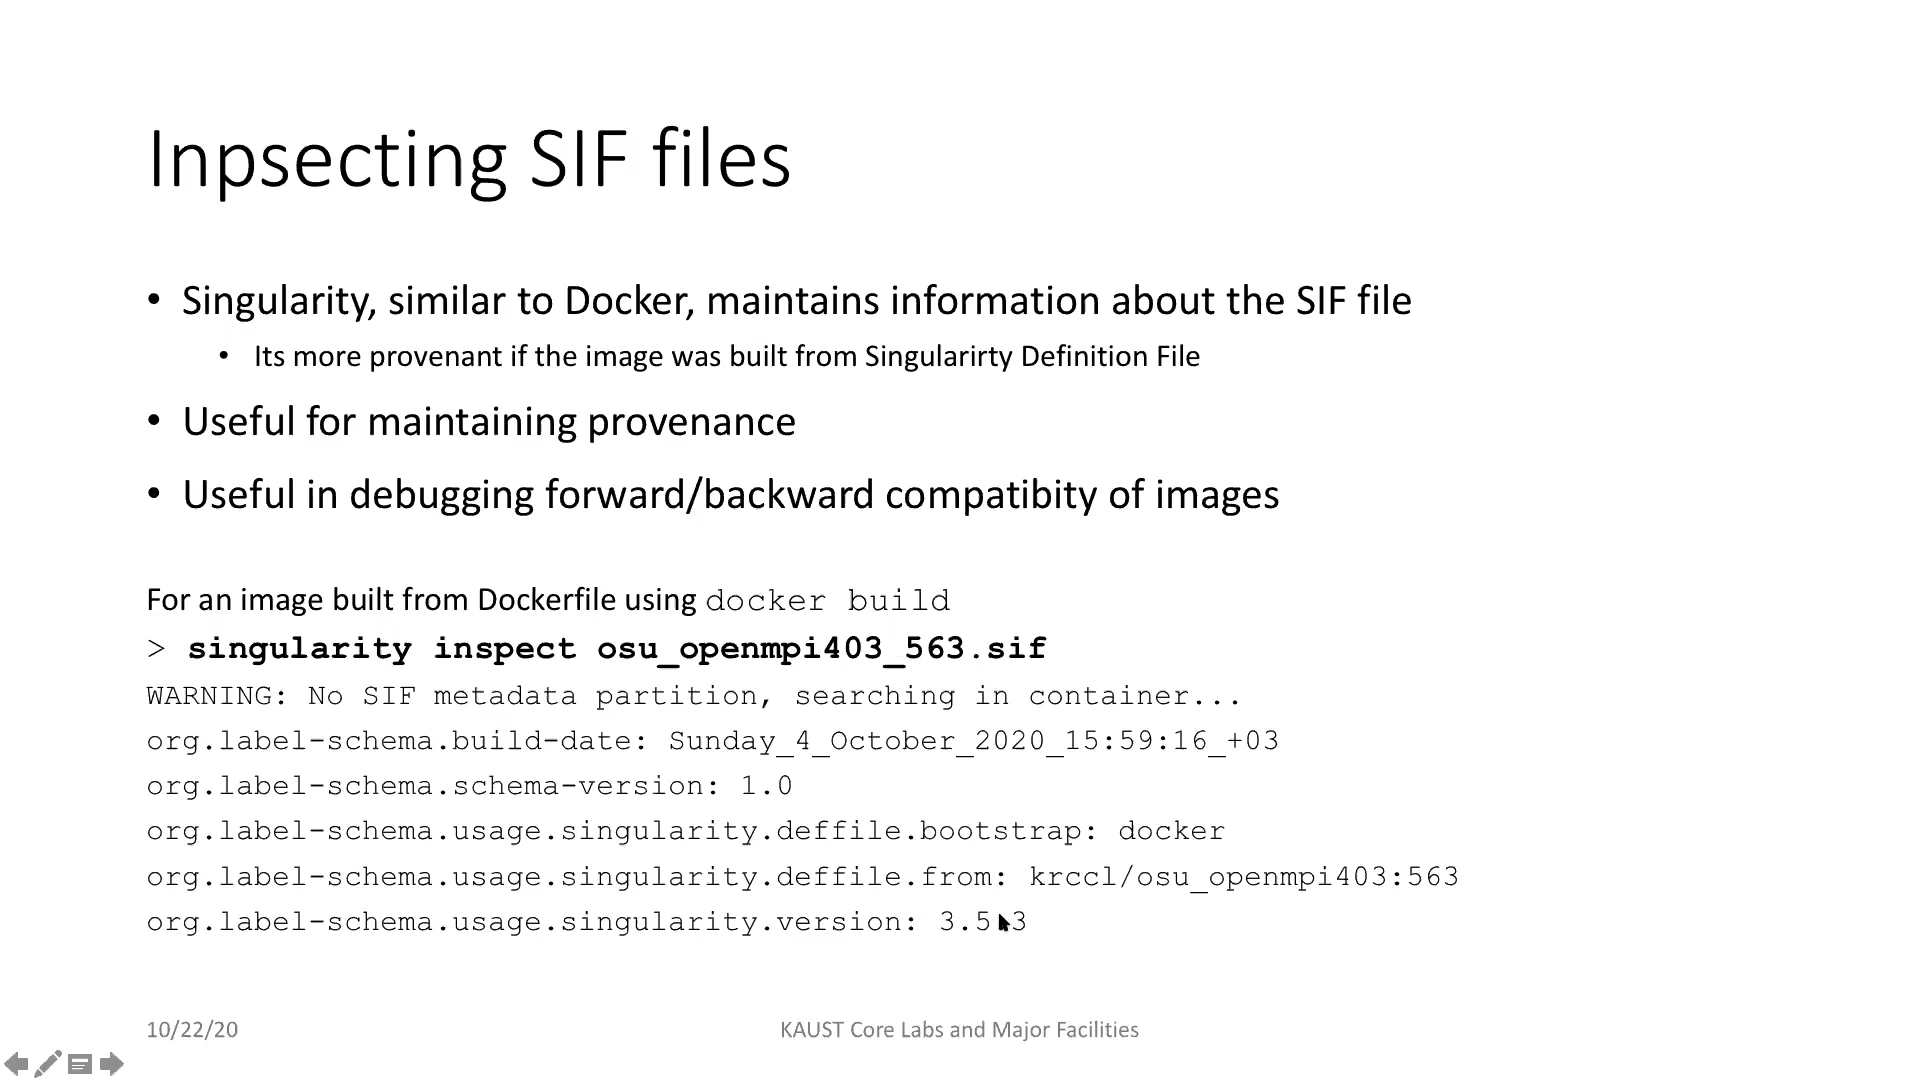 Inpsecting SIF files
• Singularity, similar to Docker, maintains information about the SIF file
• Its more provenant if the image was built from Singularirty Definition File
• Useful for maintaining provenance
• Useful in debugging forward/backward compatibity of images
For an image built from Dockerfile using docker build
> singularity inspect osu_openmpi403_563.sif
WARNING: No SIF metadata partition, searching in container...
org.label-schema.build-date: Sunday_4_October_2020_15:59:16_+03
org.label-schema.schema-version: 1.0
org.label-schema.usage.singularity.deffile.bootstrap: docker
org.label-schema.usage.singularity.deffile.from: krccl/osu_openmpi403:563
org.label-schema.usage.singularity.version: 3.5.3
10/22/20
KAUST Core Labs and Major Facilities